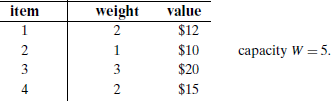 item weight value
1 2 $12
2 1 $10 capacity W = 5.
3 3 $20
4 2 $15